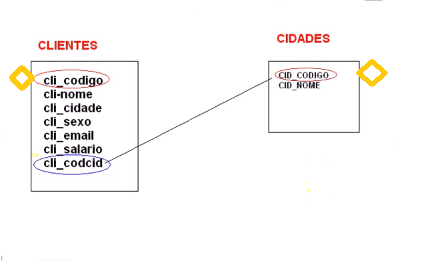 CLIENTES
cli_codigo
cli-nome
cli_cidade
cli_sexo
cli_email
cli_salario
cli_codcid
CIDADES
CID_CODIGO
CID_NOME